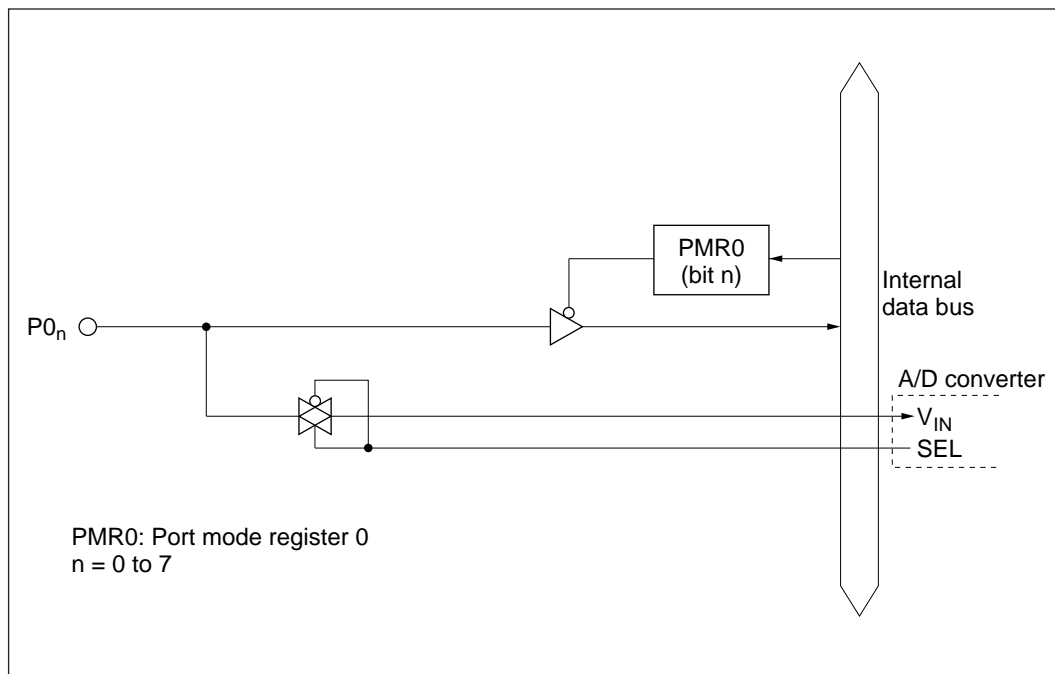 PMR0
(bit n)
Internal
data bus
P0n
A/D converter
VIN
SEL
PMR0: Port mode register 0
n = 0 to 7